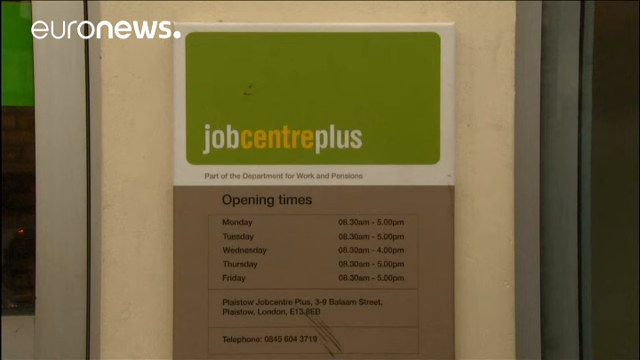 euronews.
jobcentreplus
Part of the Department for Work and Pensions
Opening times
Monday 08.30am - 5.00pm
Tuesday 08.30am - 5.00pm
Wednesday 08.30am - 4.00pm
Thursday 08.30am - 5.00pm
Friday 08.30am - 5.00pm
Plaistow Jobcentre Plus, 3-9 Balaam Street,
Plaistow, London, E13 8EB
Telephone: 0845 604 3719